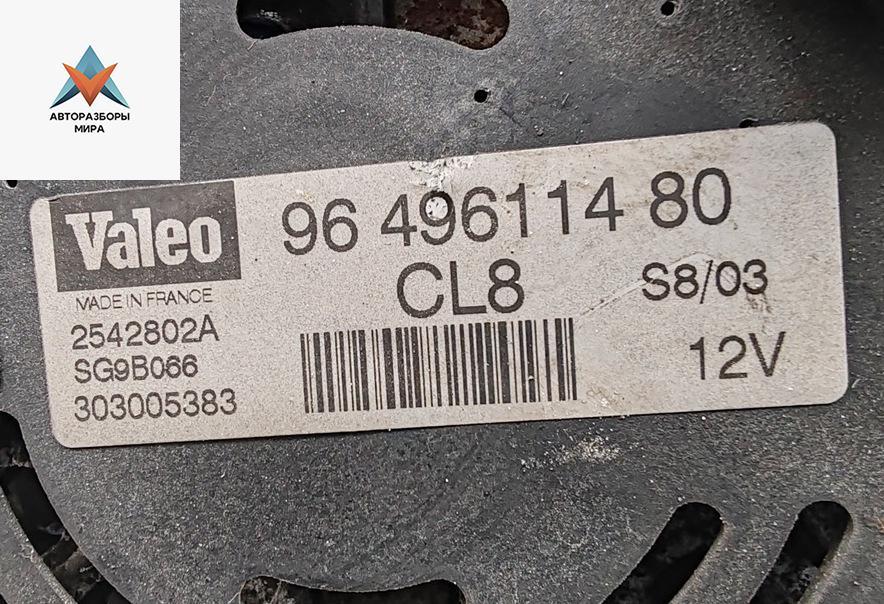 АВТОРАЗБОРЫ
МИРА
Valeo
96 496114 80
MADE IN FRANCE
CL8
S8/03
2542802A
SG9B066
12V
303005383